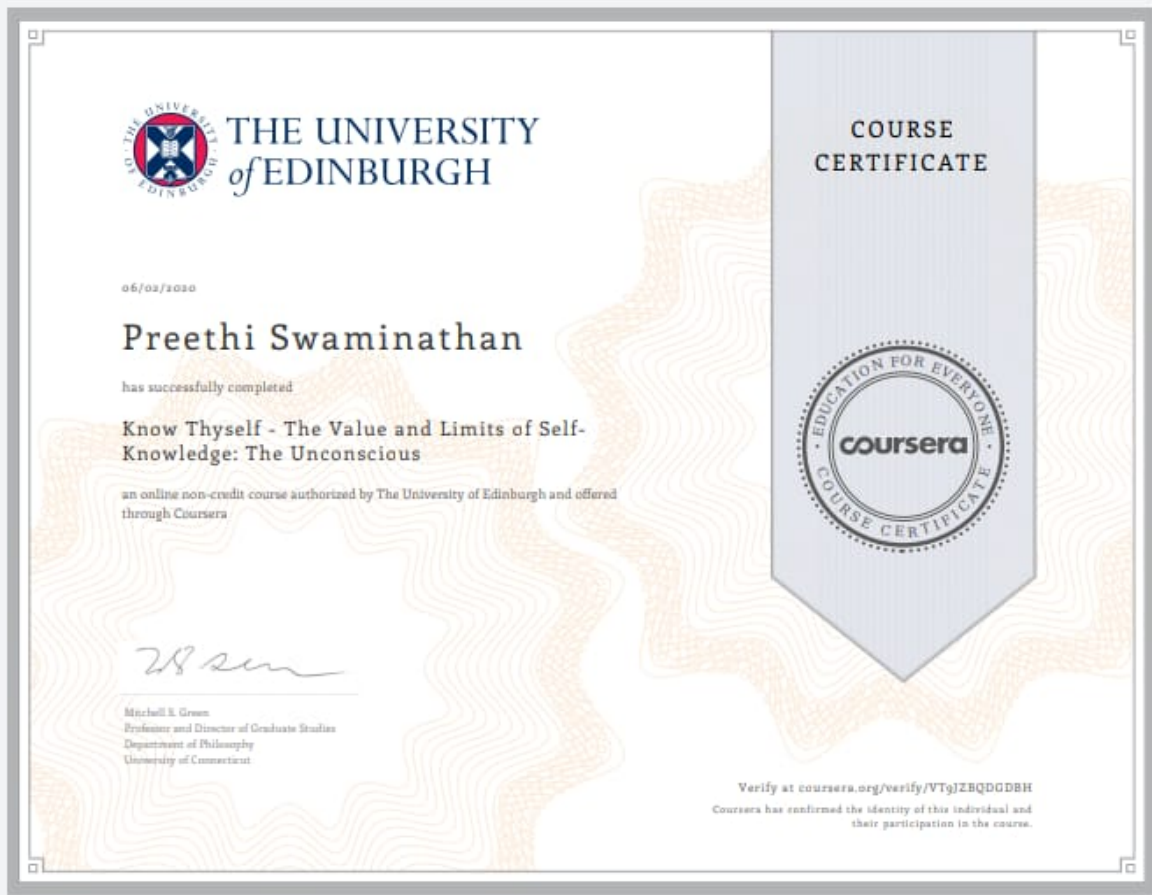 THE UNIVERSITY OF EDINBURGH
THE UNIVERSITY
of EDINBURGH
COURSE
CERTIFICATE
06/02/2020
Preethi Swaminathan
has successfully completed
Know Thyself - The Value and Limits of Self-
Knowledge: The Unconscious
an online non-credit course authorized by The University of Edinburgh and offered
through Coursera
EDUCATION FOR EVERYONE
coursera
COURSE CERTIFICATE
Mitchell S. Green
Professor and Director of Graduate Studies
Department of Philosophy
University of Connecticut
Verify at coursera.org/verify/VT9JZBQDGDBH
Coursera has confirmed the identity of this individual and
their participation in the course.